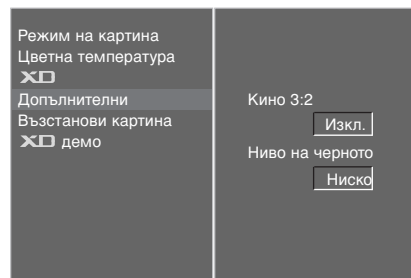 Режим на картина
Цветна температура
XD
Допълнителни
Възстанови картина
XD демо
Кино 3:2
Изкл.
Ниво на черното
Ниско